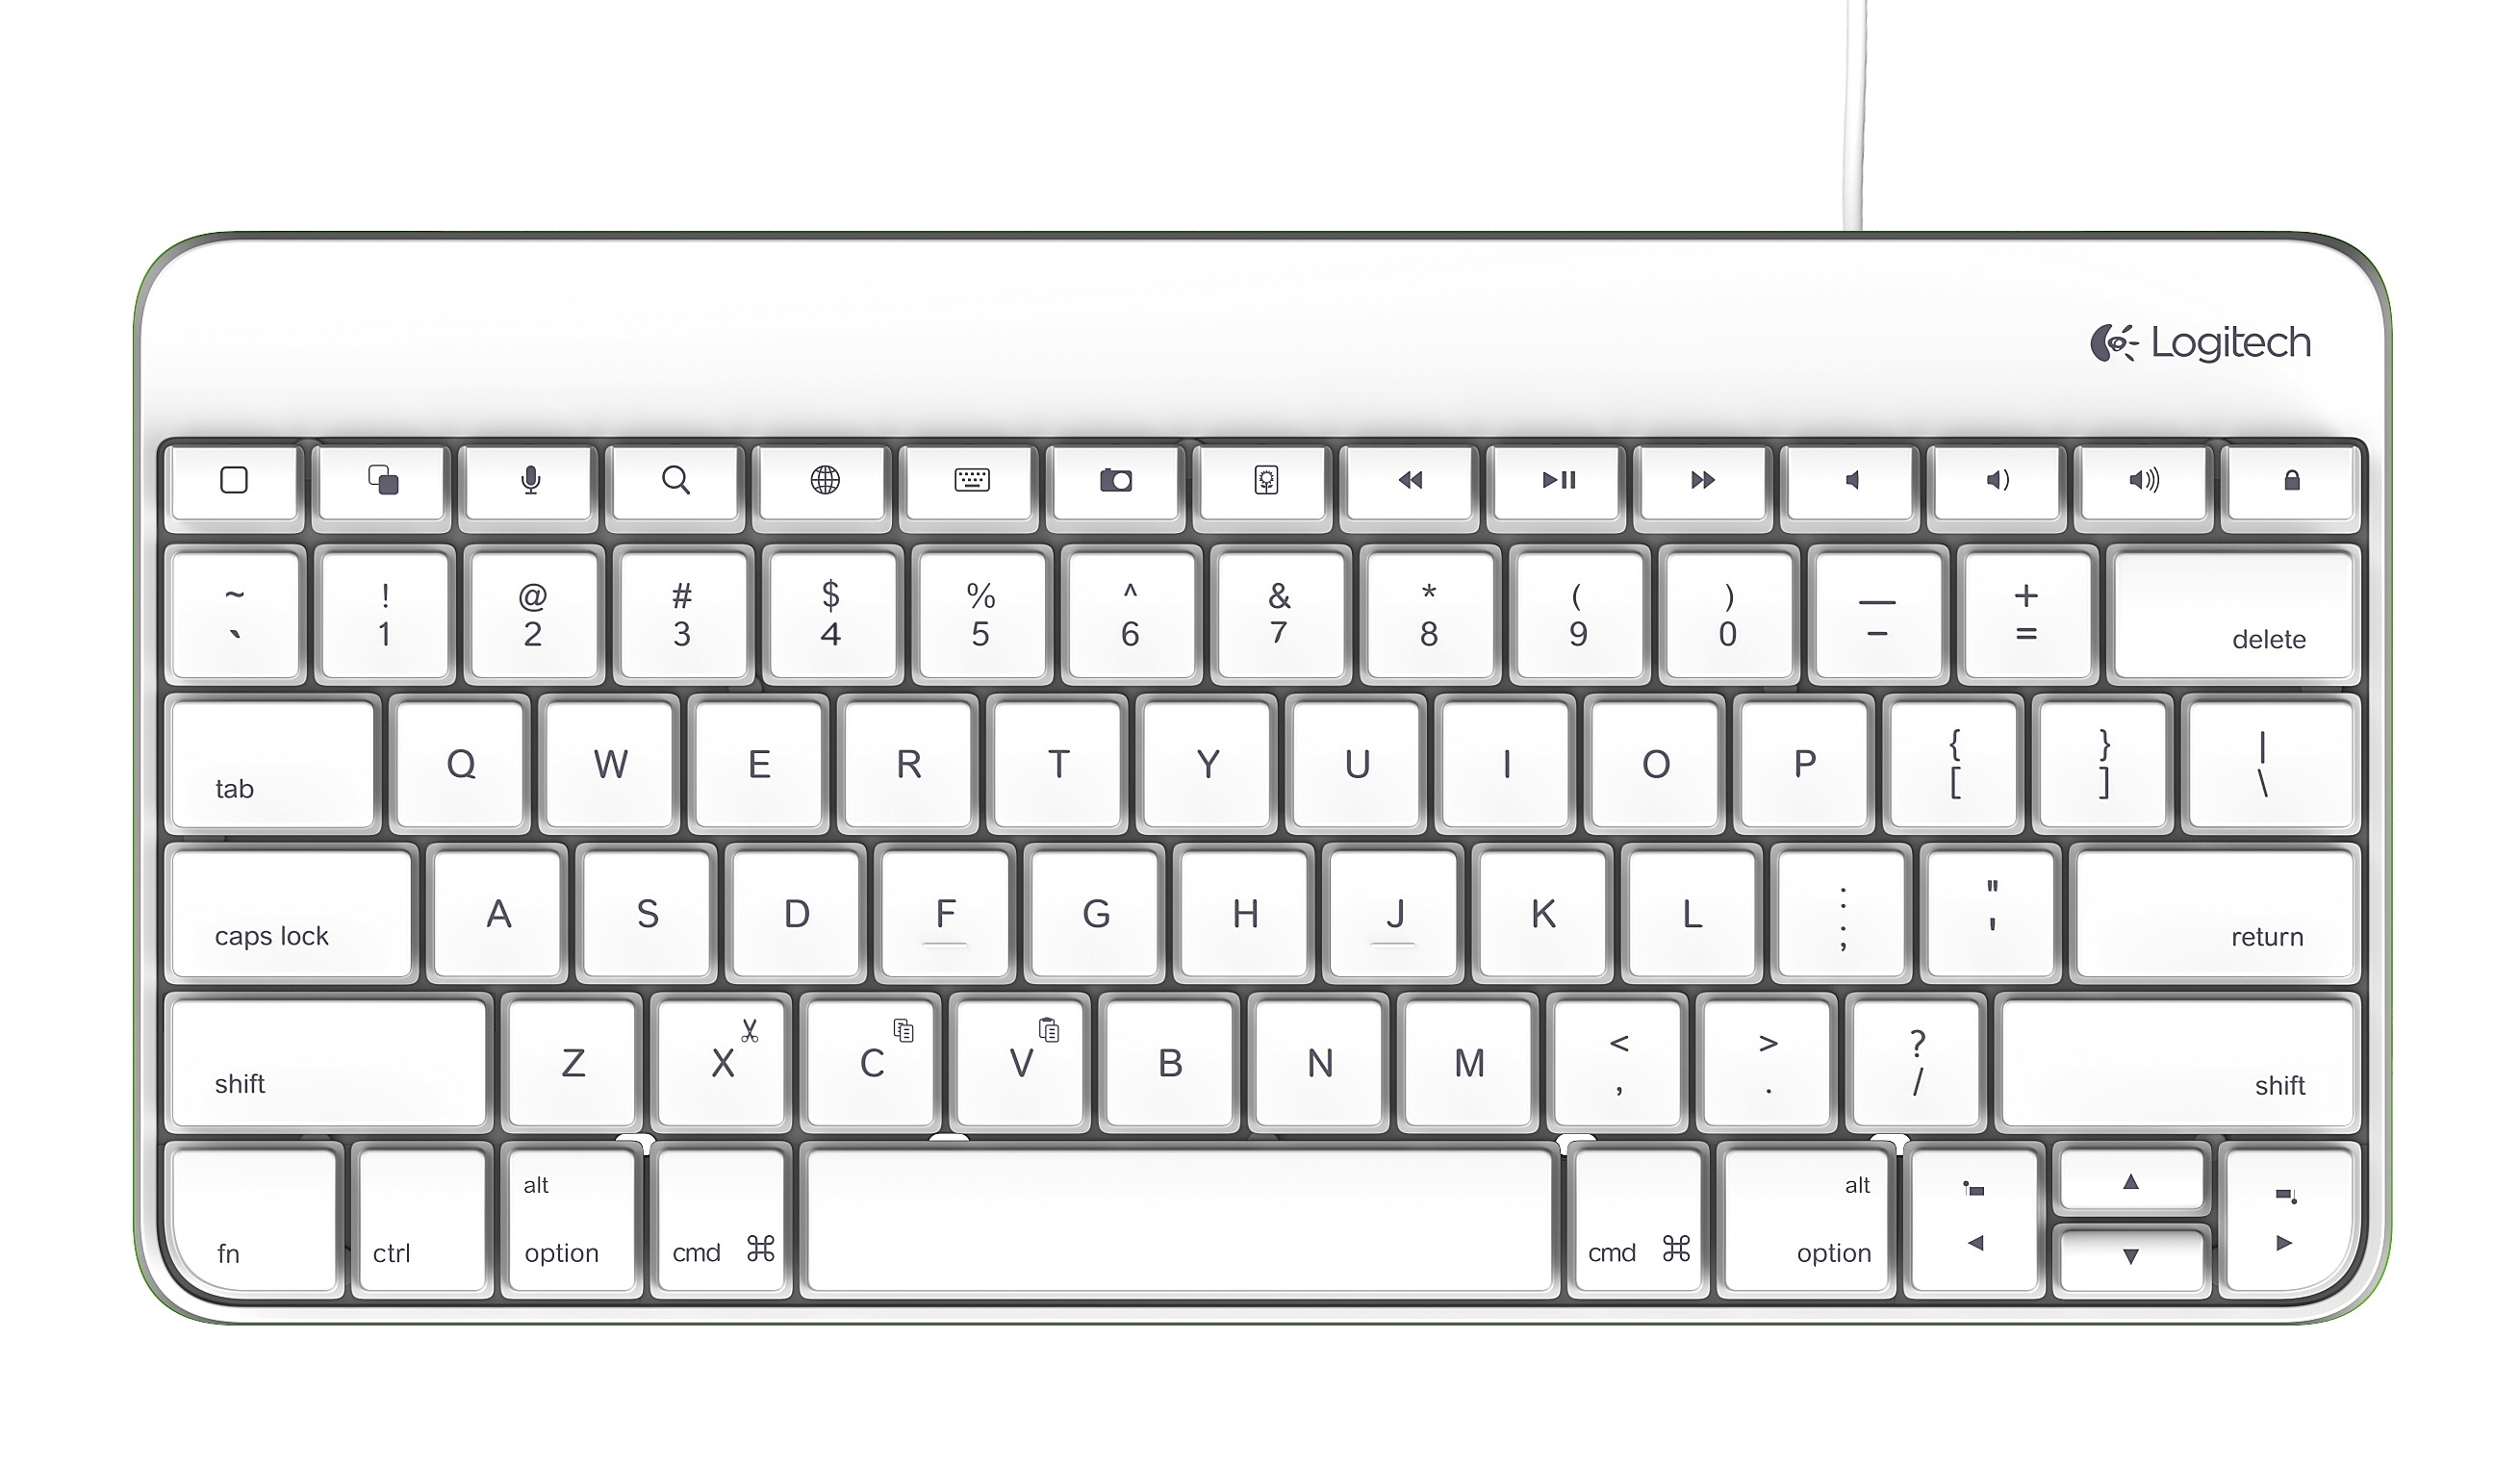 Logitech
~ ! @ # $ % ^ & * ( ) — +
` 1 2 3 4 5 6 7 8 9 0 - = delete
tab Q W E R T Y U I O P { } |
[ ] \
caps lock A S D F G H J K L : " return
; '
shift Z X C V B N M < > ? shift
, . /
alt alt
fn ctrl option cmd ⌘ cmd ⌘ option ◀ ▲ ▼ ▶